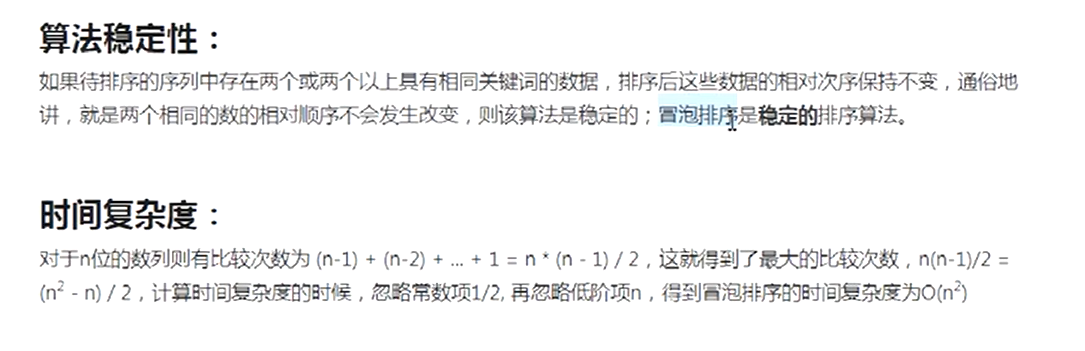 算法稳定性：
如果待排序的序列中存在两个或两个以上具有相同关键词的数据，排序后这些数据的相对次序保持不变，通俗地
讲，就是两个相同的数的相对顺序不会发生改变，则该算法是稳定的；冒泡排序是稳定的排序算法。
时间复杂度：
对于n位的数列则有比较次数为 (n-1) + (n-2) + ... + 1 = n * (n - 1) / 2，这就得到了最大的比较次数，n(n-1)/2 =
(n² - n) / 2，计算时间复杂度的时候，忽略常数项1/2, 再忽略低阶项n，得到冒泡排序的时间复杂度为O(n²)